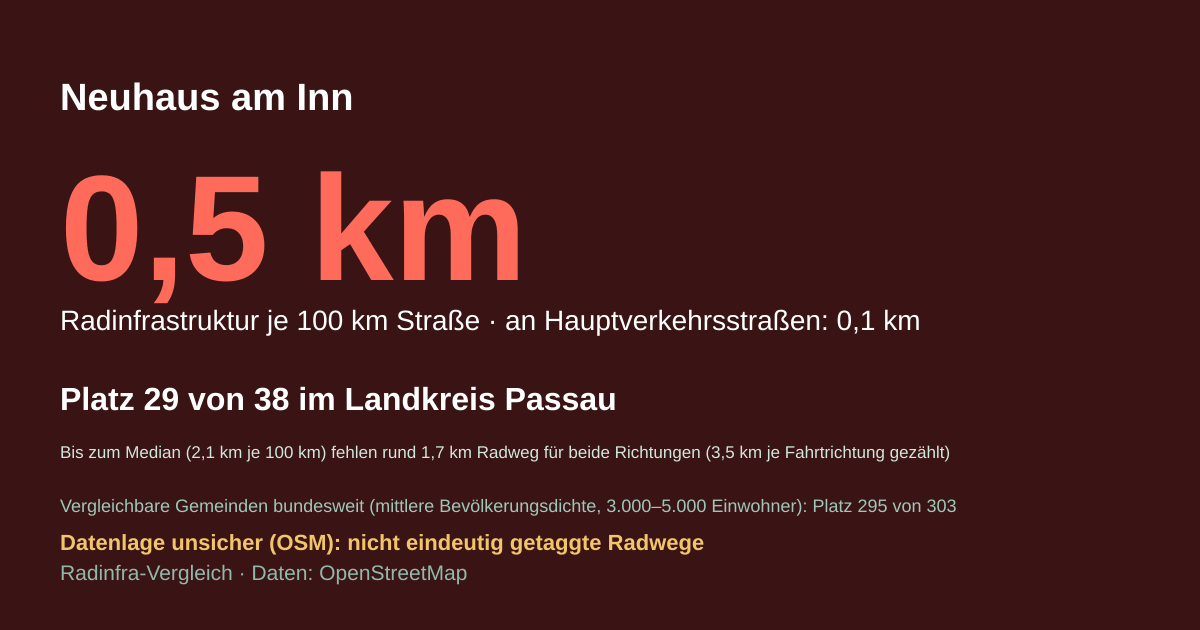 Neuhaus am Inn
0,5 km
Radinfrastruktur je 100 km Straße · an Hauptverkehrsstraßen: 0,1 km
Platz 29 von 38 im Landkreis Passau
Bis zum Median (2,1 km je 100 km) fehlen rund 1,7 km Radweg für beide Richtungen (3,5 km je Fahrtrichtung gezählt)
Vergleichbare Gemeinden bundesweit (mittlere Bevölkerungsdichte, 3.000–5.000 Einwohner): Platz 295 von 303
Datenlage unsicher (OSM): nicht eindeutig getaggte Radwege
Radinfra-Vergleich · Daten: OpenStreetMap